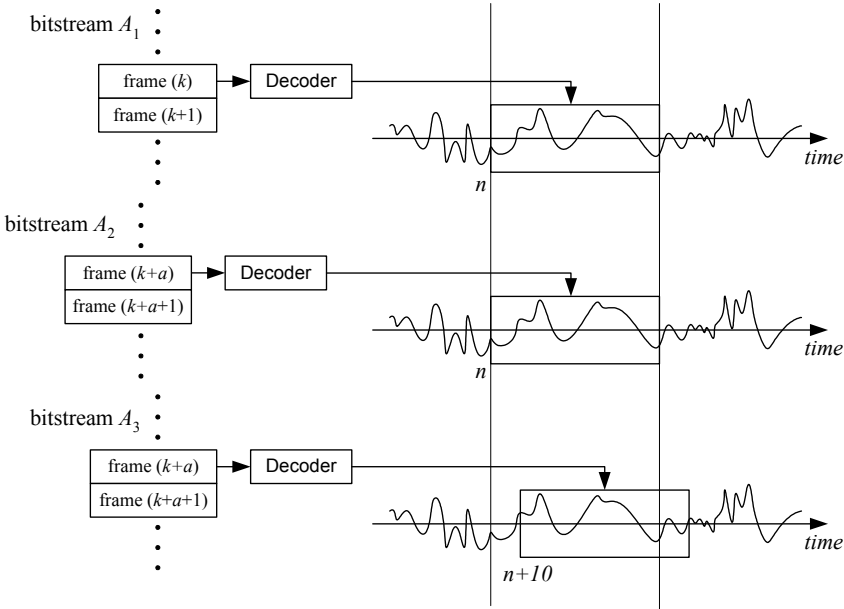 bitstream A1
frame (k)
Decoder
frame (k+1)
time
n
bitstream A2
frame (k+a)
Decoder
frame (k+a+1)
time
n
bitstream A3
frame (k+a)
Decoder
frame (k+a+1)
time
n+10